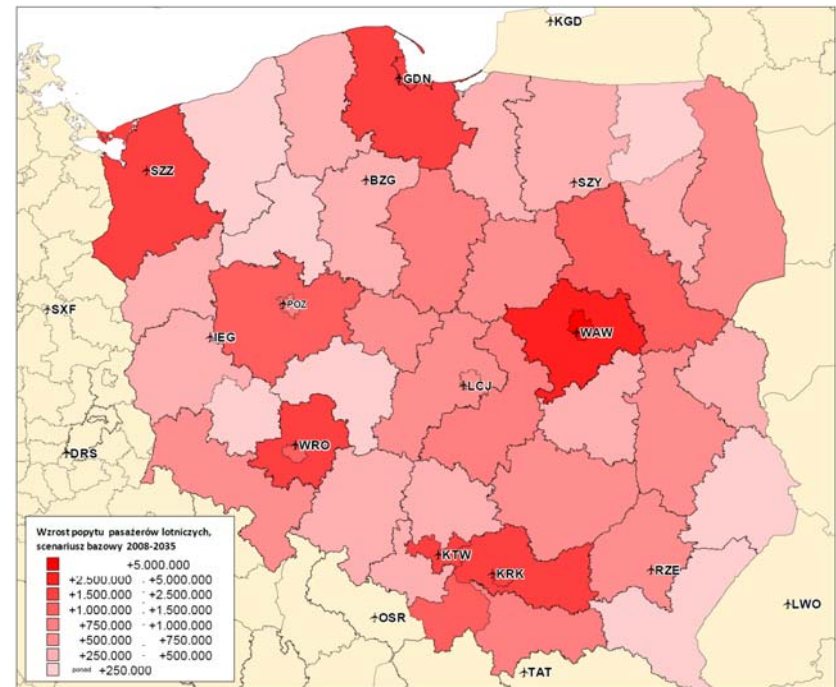 KGD
GDN
SZZ
BZG
SZY
SXF
POZ
IEG
WAW
LCJ
DRS
WRO
KTW
KRK
RZE
OSR
LWO
TAT
Wzrost popytu pasażerów lotniczych,
scenariusz bazowy 2008-2035
+5.000.000
+2.500.000 - +5.000.000
+1.500.000 - +2.500.000
+1.000.000 - +1.500.000
+750.000 - +1.000.000
+500.000 750.000
+250.000 - +500.000
ponad +250.000